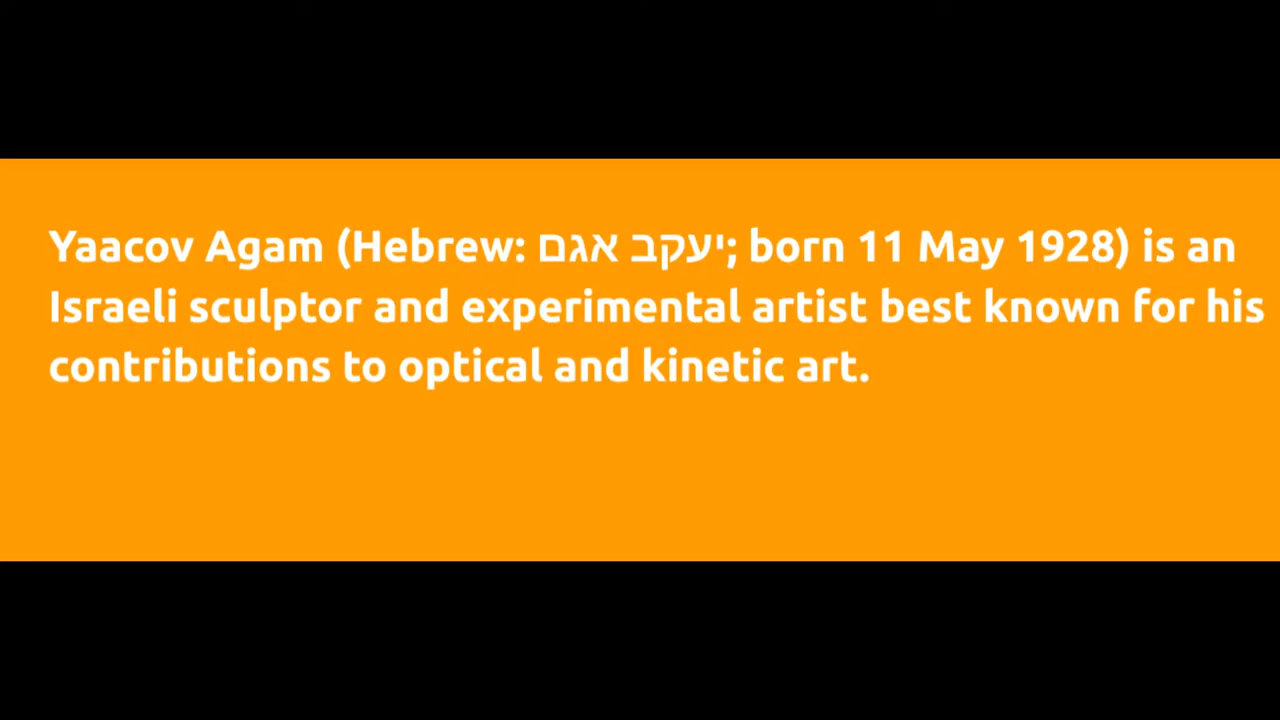 Yaacov Agam (Hebrew: יעקב אגם; born 11 May 1928) is an
Israeli sculptor and experimental artist best known for his
contributions to optical and kinetic art.